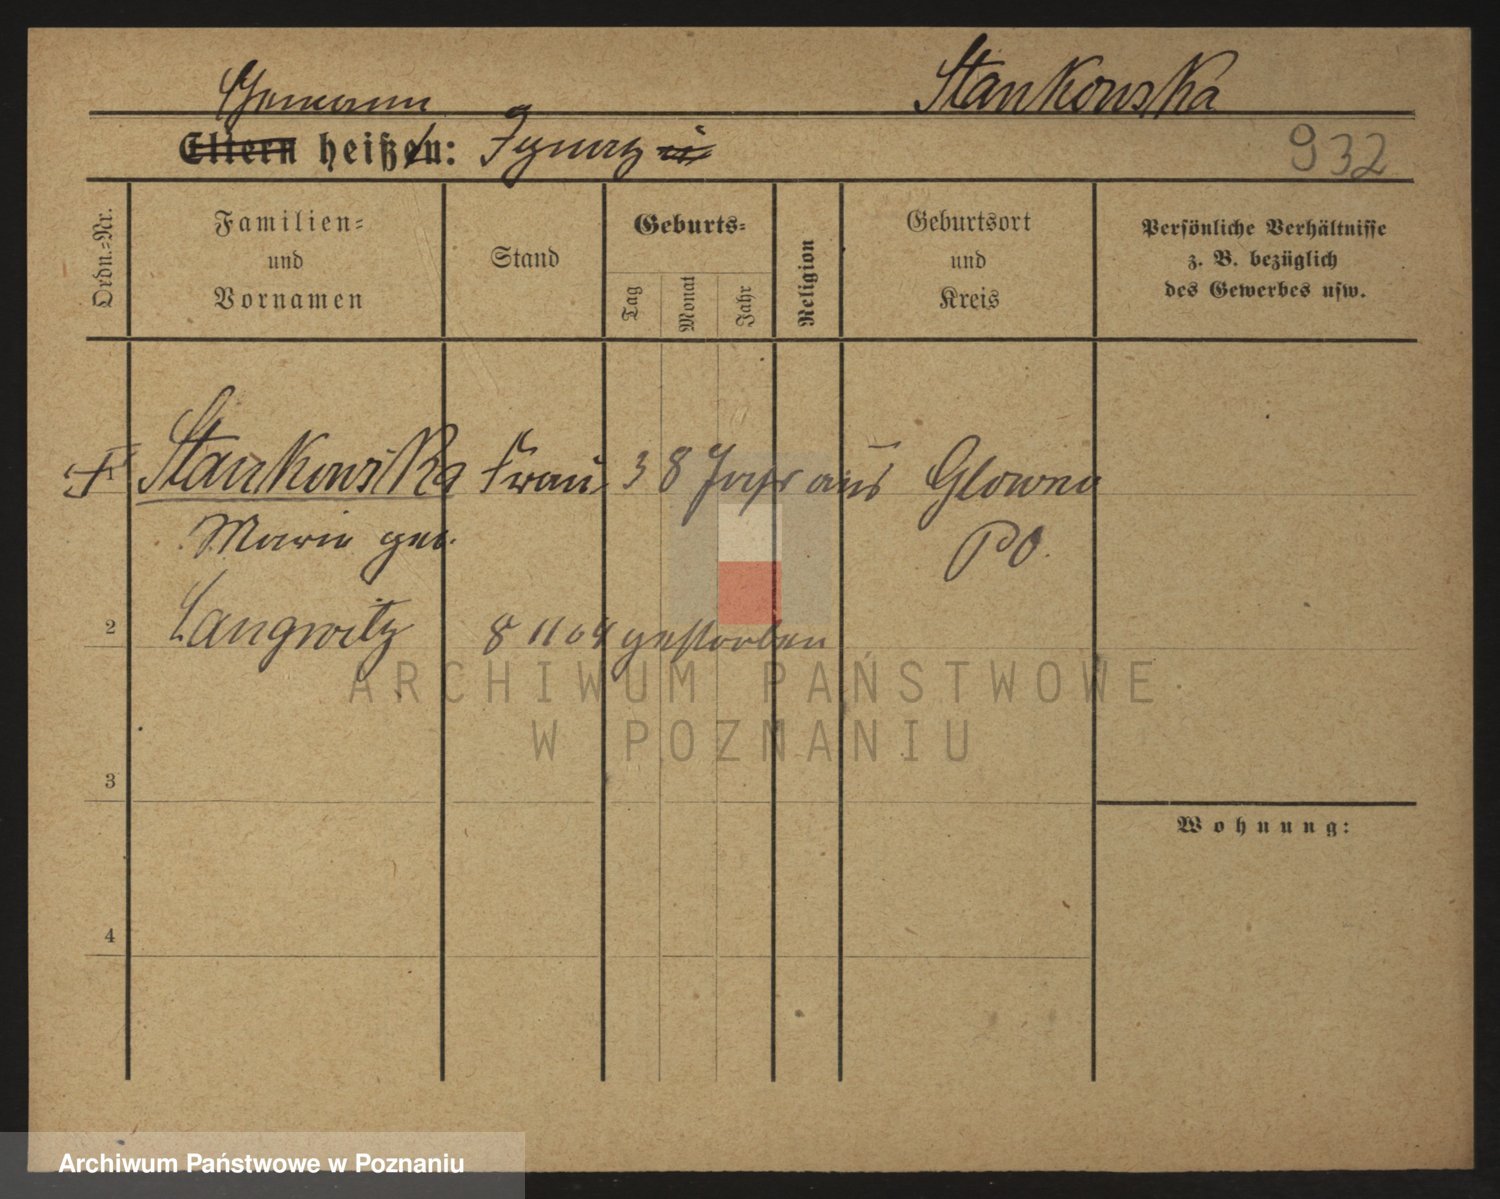 Ehemann Stankowska
Eltern heißen: Ignatz
932
Ordn.-Nr.
Familien-
und
Vornamen
Stand
Geburts-
Tag
Monat
Jahr
Religion
Geburtsort
und
Kreis
Persönliche Verhältnisse
z. B. bezüglich
des Gewerbes usw.
1 Stankowska Frau 38 Jahr aus Glowno
Marie geb. PO.
2 Langwitz 8 11 04 gestorben
ARCHIWUM PAŃSTWOWE
W POZNANIU
3
Wohnung:
4
Archiwum Państwowe w Poznaniu